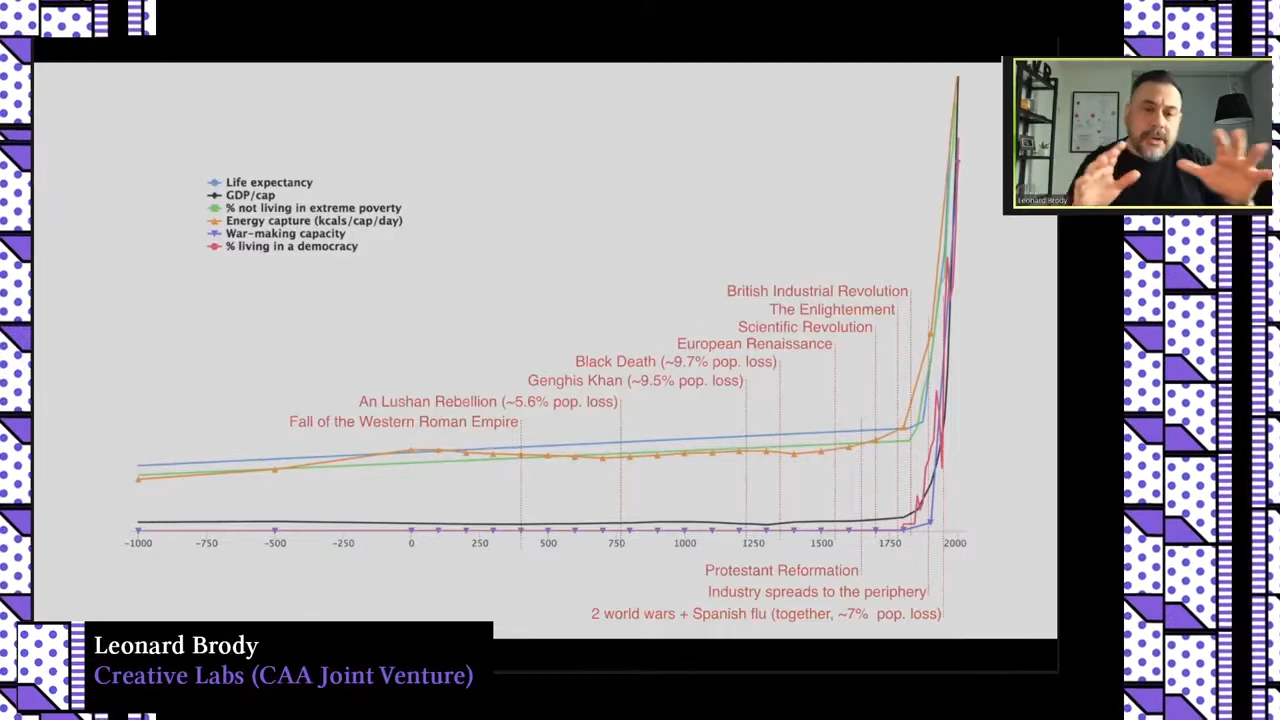 Life expectancy
GDP/cap
% not living in extreme poverty
Energy capture (kcals/cap/day)
War-making capacity
% living in a democracy
Leonard Brody
British Industrial Revolution
The Enlightenment
Scientific Revolution
European Renaissance
Black Death (~9.7% pop. loss)
Genghis Khan (~9.5% pop. loss)
An Lushan Rebellion (~5.6% pop. loss)
Fall of the Western Roman Empire
-1000 -750 -500 -250 0 250 500 750 1000 1250 1500 1750 2000
Protestant Reformation
Industry spreads to the periphery
2 world wars + Spanish flu (together, ~7% pop. loss)
Leonard Brody
Creative Labs (CAA Joint Venture)